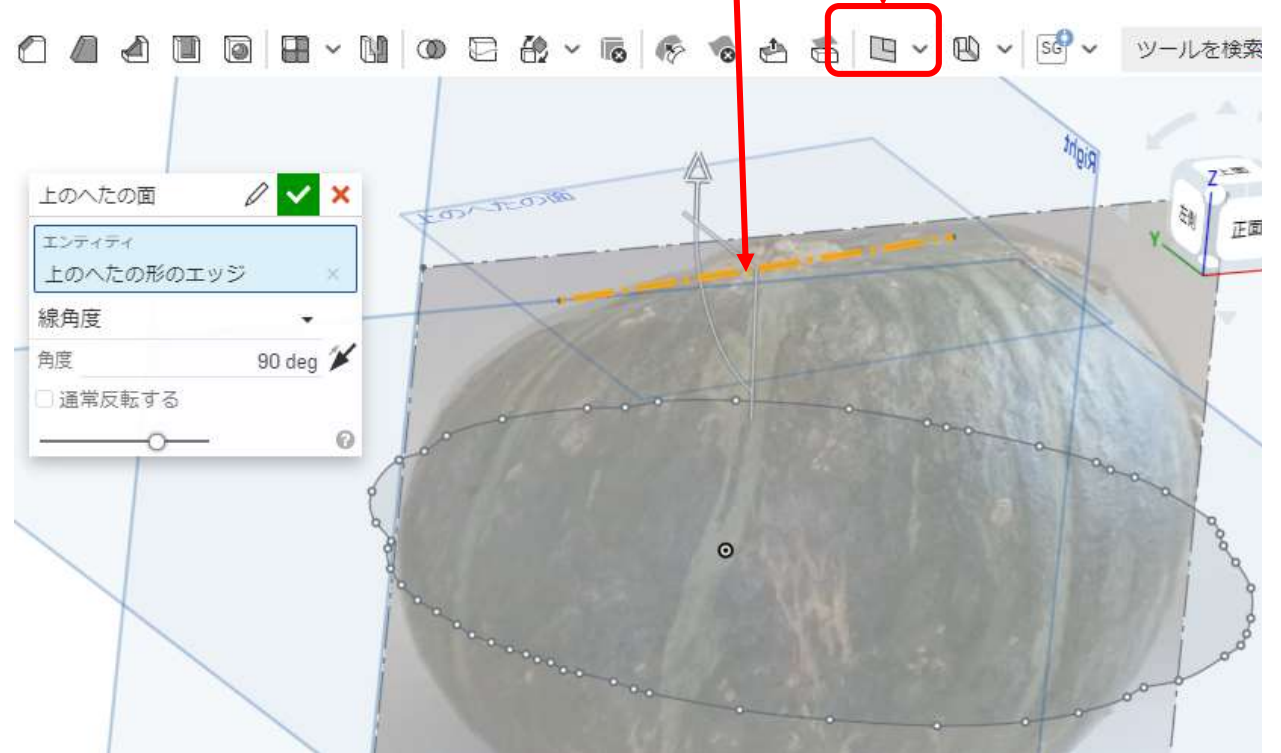 SG
ツールを検索
Right
上のへたの面
上のへたの面
エンティティ
上のへたの形のエッジ
線角度
角度 90 deg
通常反転する
Z
上面
左側
正面
Y